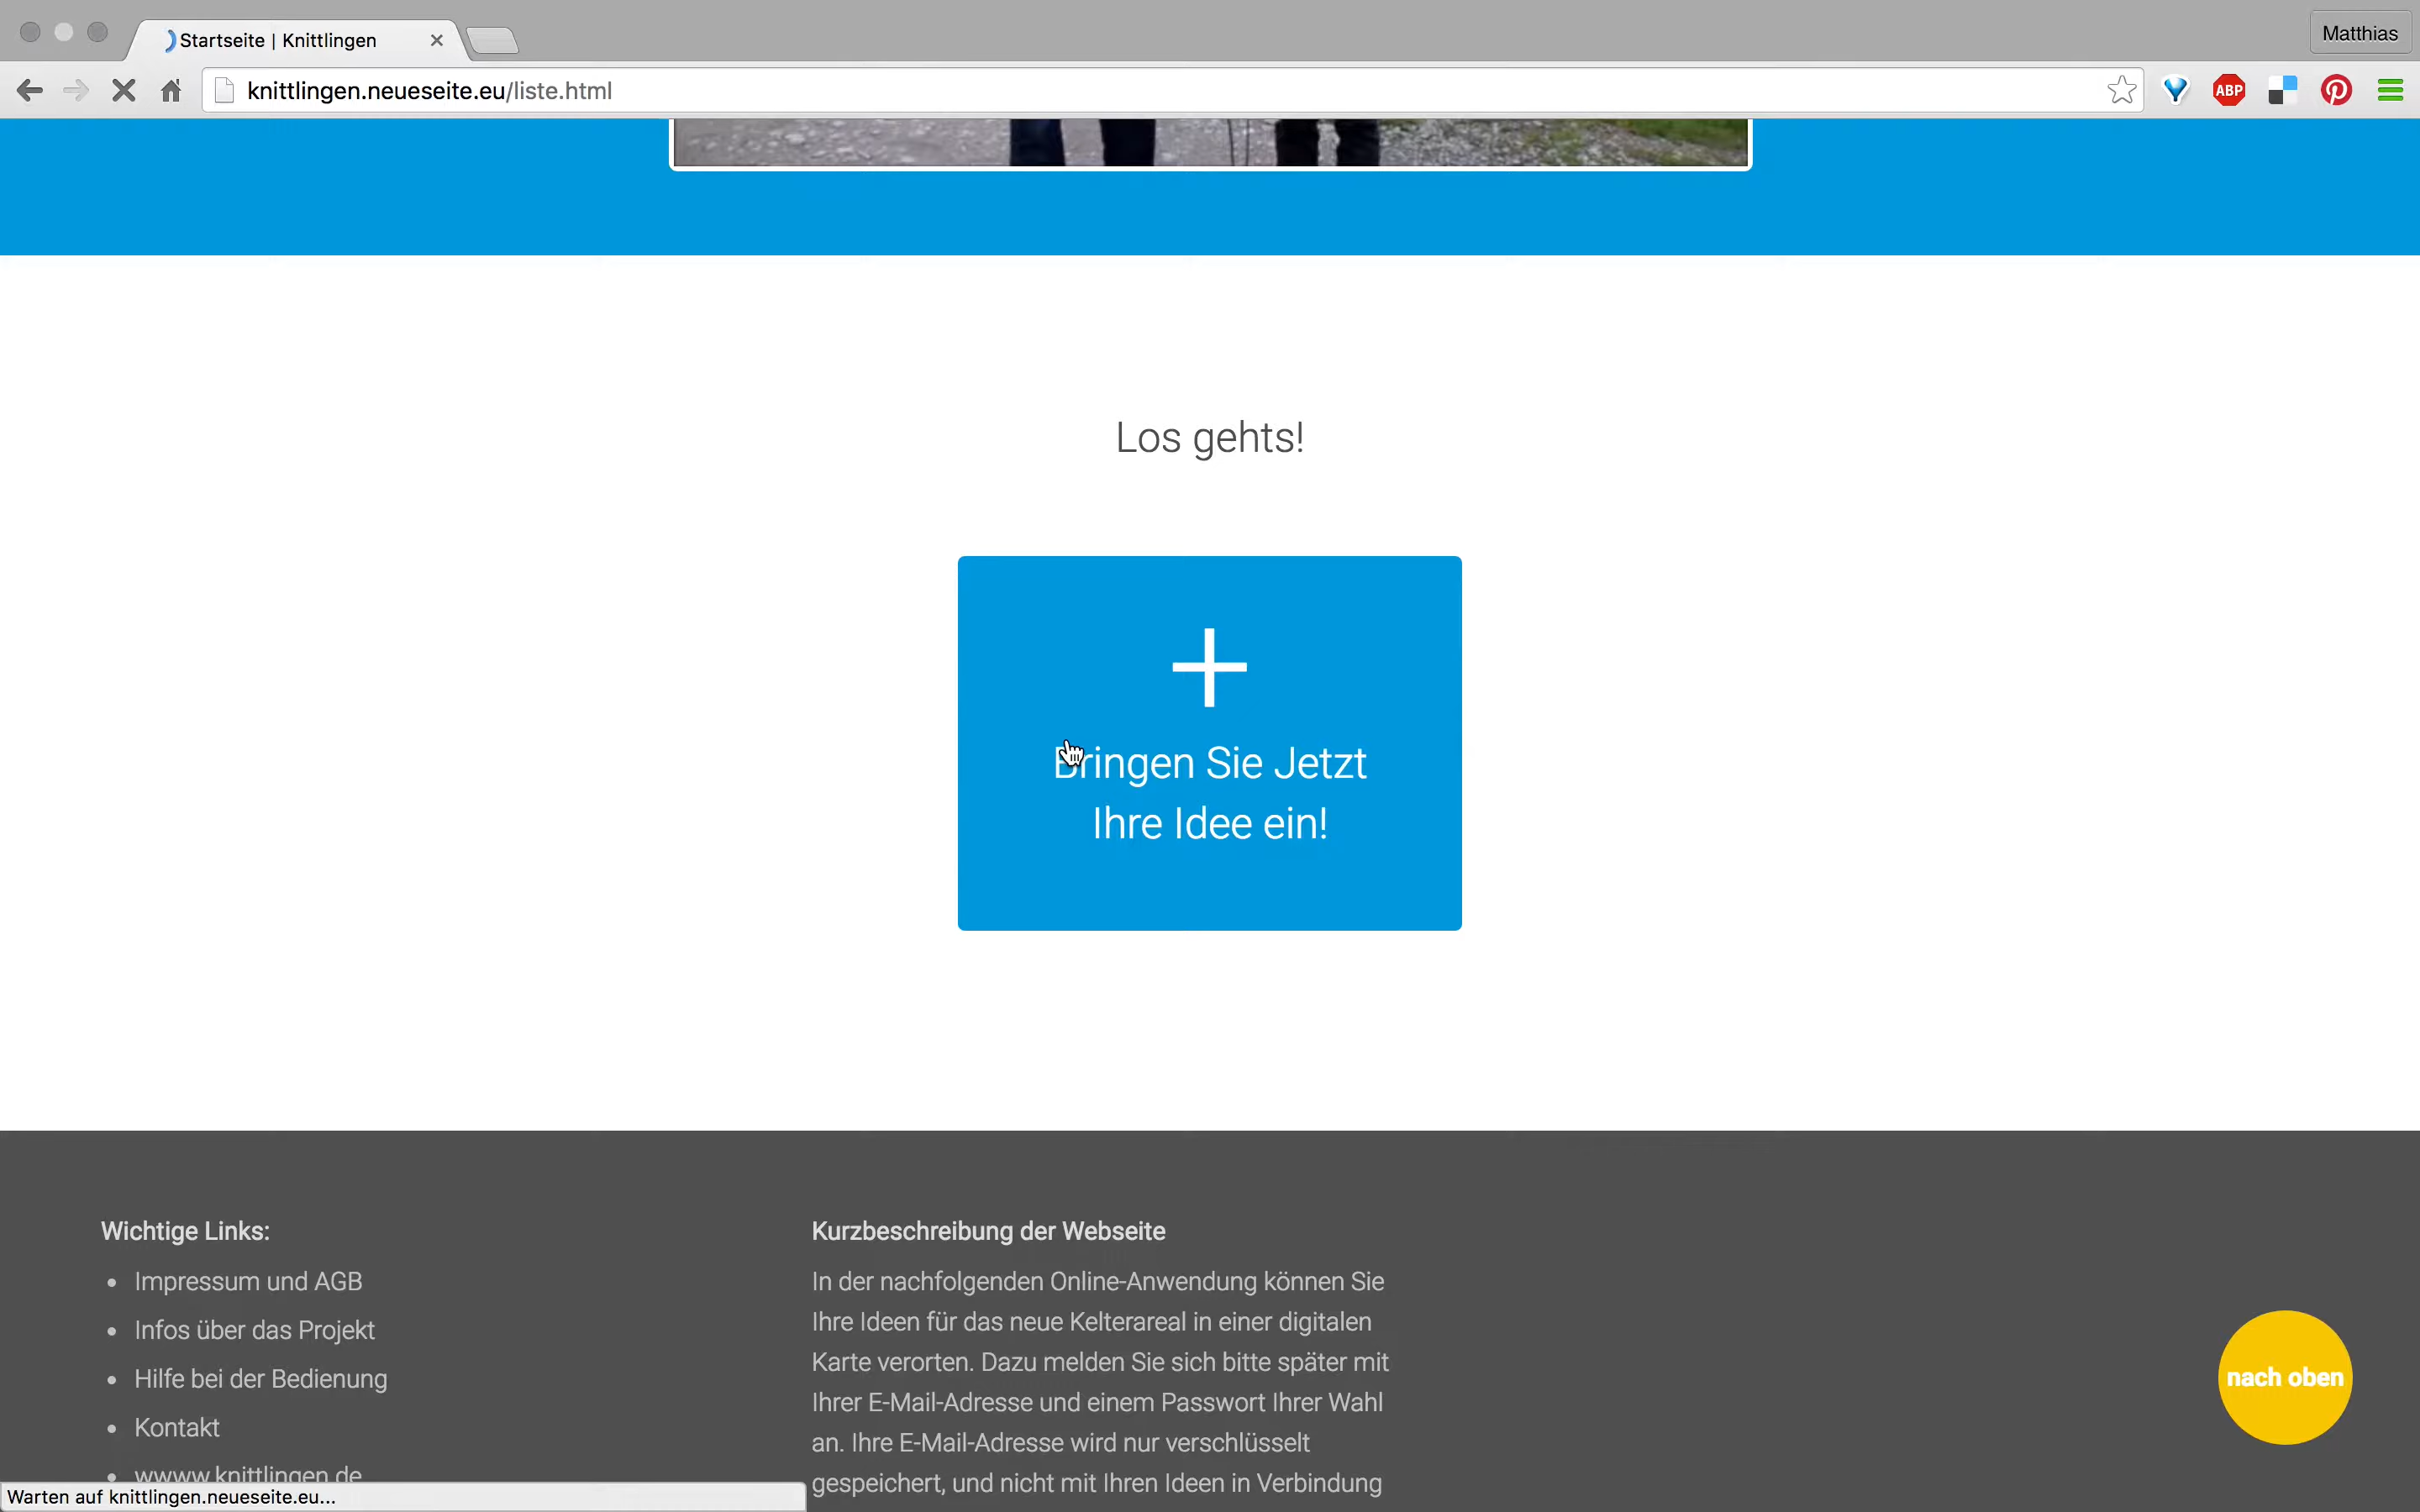 Startseite | Knittlingen
Matthias
knittlingen.neueseite.eu/liste.html
ABP
Los gehts!
Bringen Sie Jetzt
Ihre Idee ein!
Wichtige Links:
Impressum und AGB
Infos über das Projekt
Hilfe bei der Bedienung
Kontakt
wwww.knittlingen.de
Kurzbeschreibung der Webseite
In der nachfolgenden Online-Anwendung können Sie
Ihre Ideen für das neue Kelterareal in einer digitalen
Karte verorten. Dazu melden Sie sich bitte später mit
Ihrer E-Mail-Adresse und einem Passwort Ihrer Wahl
an. Ihre E-Mail-Adresse wird nur verschlüsselt
gespeichert, und nicht mit Ihren Ideen in Verbindung
nach oben
Warten auf knittlingen.neueseite.eu...